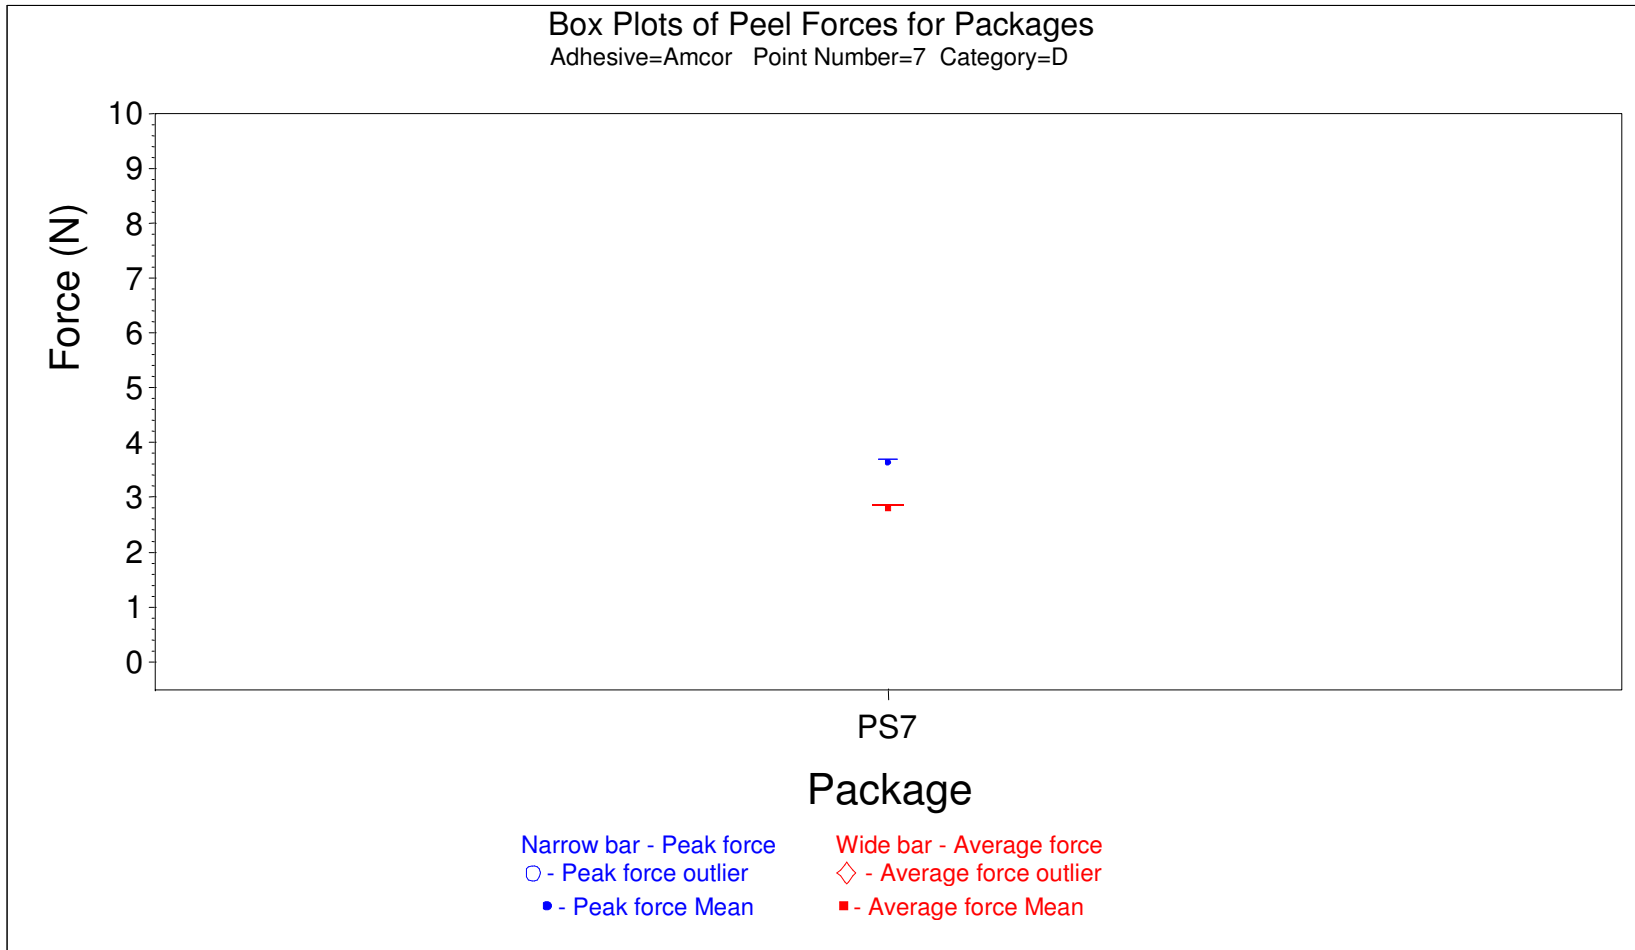 Box Plots of Peel Forces for Packages
Adhesive=Amcor Point Number=7 Category=D
10
9
8
7
6
5
4
3
2
1
0
Force (N)
PS7
Package
Narrow bar - Peak force
Wide bar - Average force
- Peak force outlier
- Average force outlier
- Peak force Mean
- Average force Mean